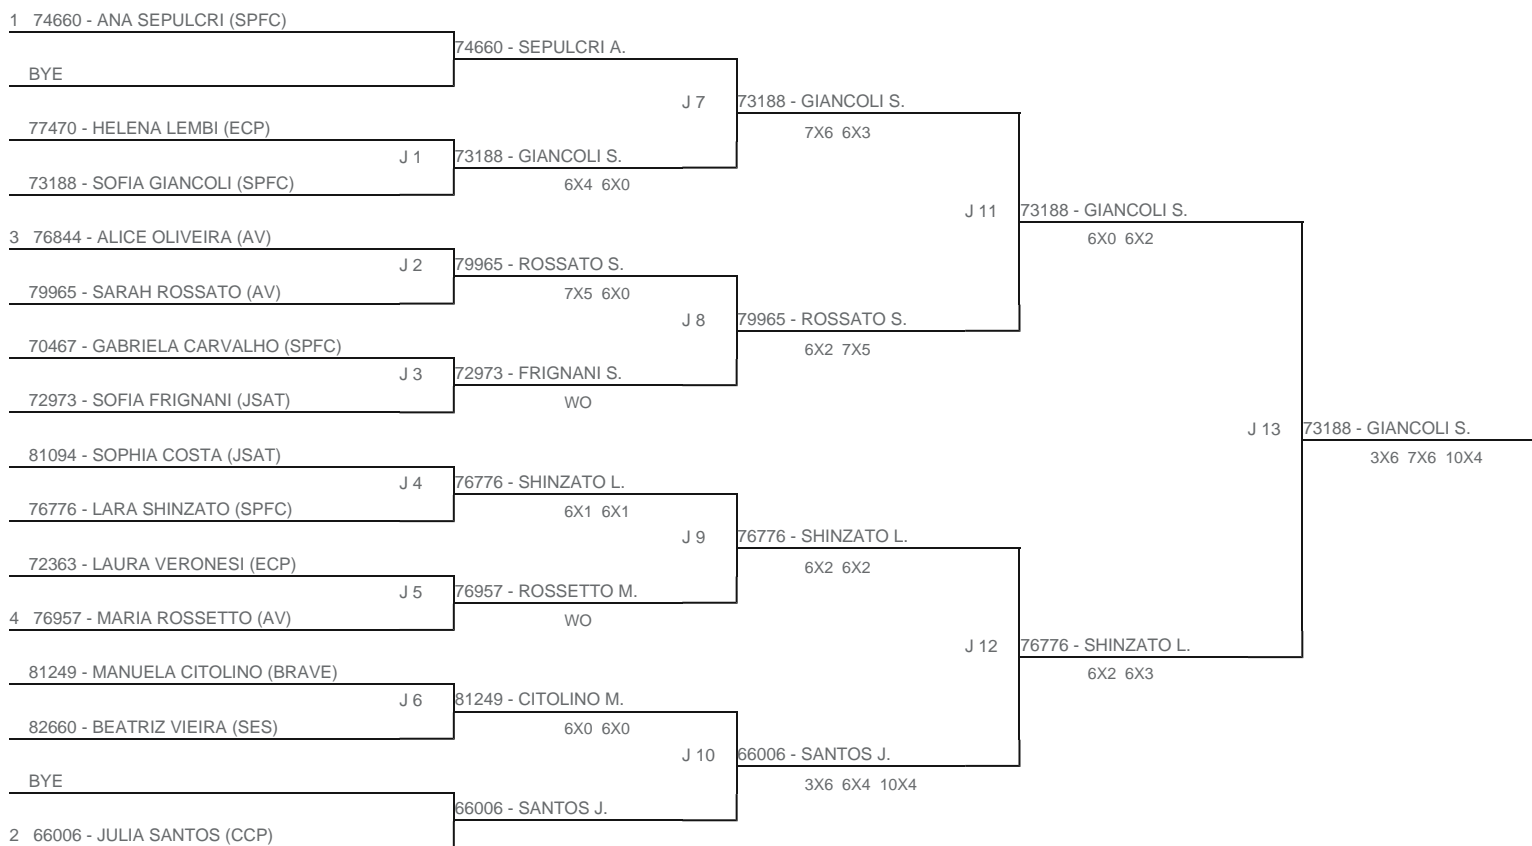 1 74660 - ANA SEPULCRI (SPFC)
74660 - SEPULCRI A.
BYE
J 7
73188 - GIANCOLI S.
7X6 6X3
77470 - HELENA LEMBI (ECP)
J 1
73188 - GIANCOLI S.
6X4 6X0
73188 - SOFIA GIANCOLI (SPFC)
J 11
73188 - GIANCOLI S.
6X0 6X2
3 76844 - ALICE OLIVEIRA (AV)
J 2
79965 - ROSSATO S.
7X5 6X0
79965 - SARAH ROSSATO (AV)
J 8
79965 - ROSSATO S.
6X2 7X5
70467 - GABRIELA CARVALHO (SPFC)
J 3
72973 - FRIGNANI S.
WO
72973 - SOFIA FRIGNANI (JSAT)
J 13
73188 - GIANCOLI S.
3X6 7X6 10X4
81094 - SOPHIA COSTA (JSAT)
J 4
76776 - SHINZATO L.
6X1 6X1
76776 - LARA SHINZATO (SPFC)
J 9
76776 - SHINZATO L.
6X2 6X2
72363 - LAURA VERONESI (ECP)
J 5
76957 - ROSSETTO M.
WO
4 76957 - MARIA ROSSETTO (AV)
J 12
76776 - SHINZATO L.
6X2 6X3
81249 - MANUELA CITOLINO (BRAVE)
J 6
81249 - CITOLINO M.
6X0 6X0
82660 - BEATRIZ VIEIRA (SES)
J 10
66006 - SANTOS J.
3X6 6X4 10X4
BYE
66006 - SANTOS J.
2 66006 - JULIA SANTOS (CCP)